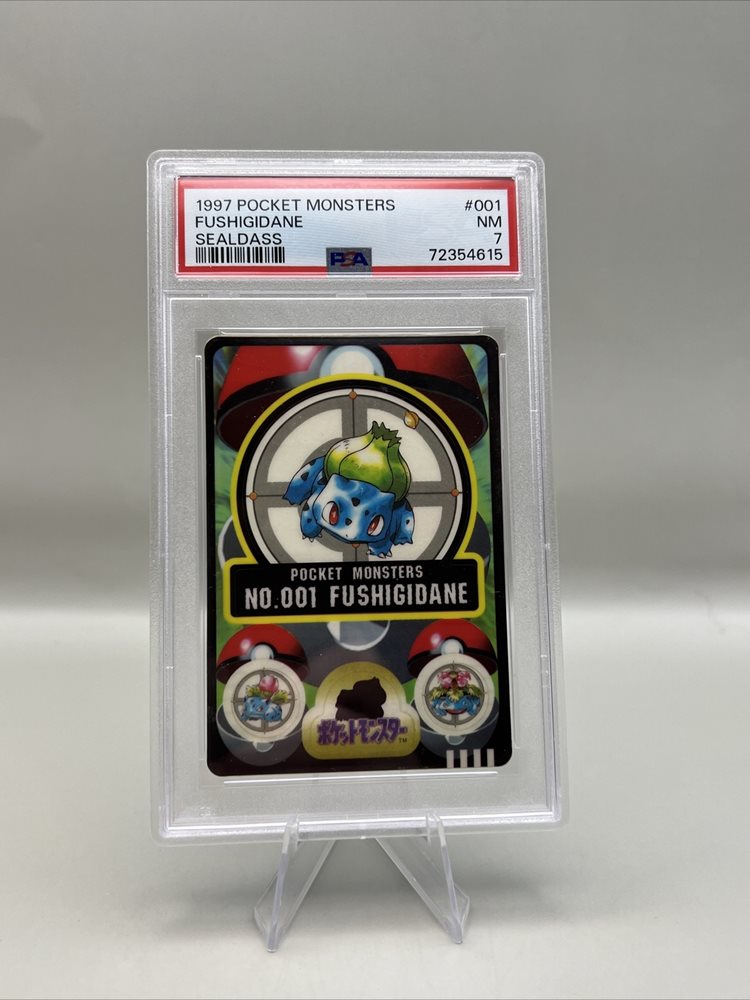 1997 POCKET MONSTERS #001
FUSHIGIDANE NM
SEALDASS 7
PSA 72354615
POCKET MONSTERS
NO.001 FUSHIGIDANE
ポケットモンスター TM